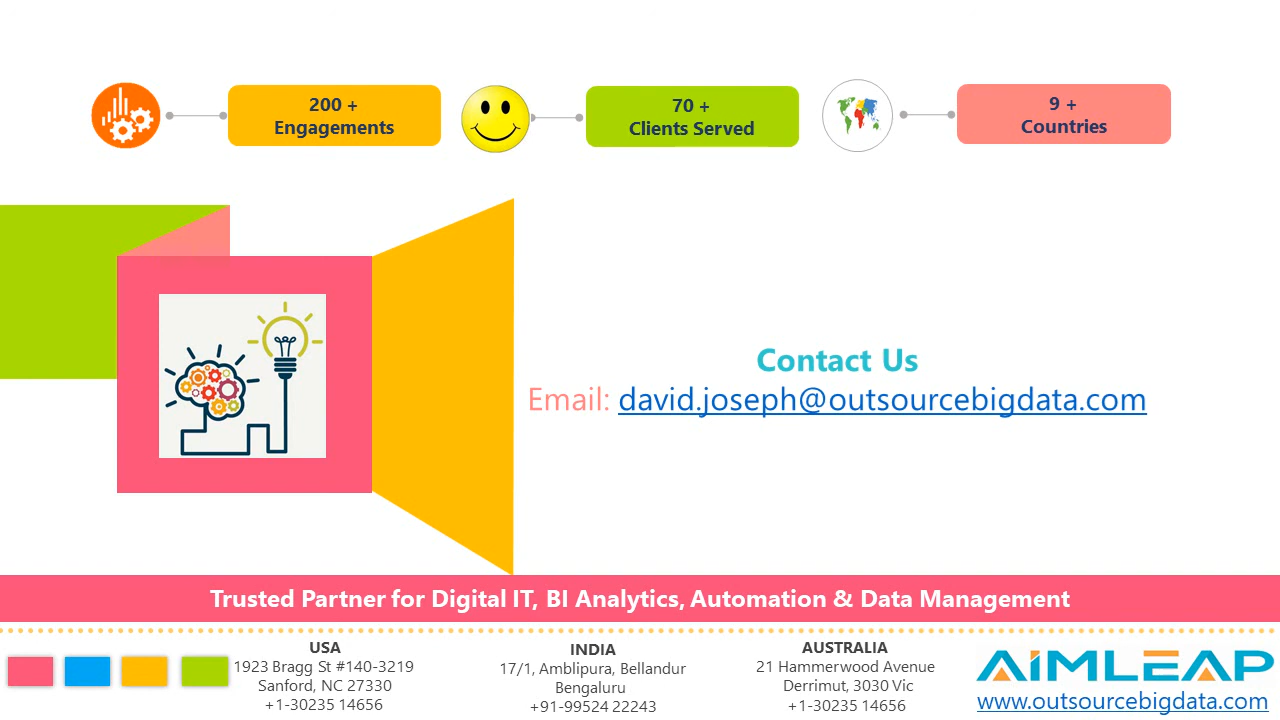 200 +
Engagements
70 +
Clients Served
9 +
Countries
Contact Us
Email: david.joseph@outsourcebigdata.com
Trusted Partner for Digital IT, BI Analytics, Automation & Data Management
USA
1923 Bragg St #140-3219
Sanford, NC 27330
+1-30235 14656
INDIA
17/1, Amblipura, Bellandur
Bengaluru
+91-99524 22243
AUSTRALIA
21 Hammerwood Avenue
Derrimut, 3030 Vic
+1-30235 14656
AIMLEAP
www.outsourcebigdata.com